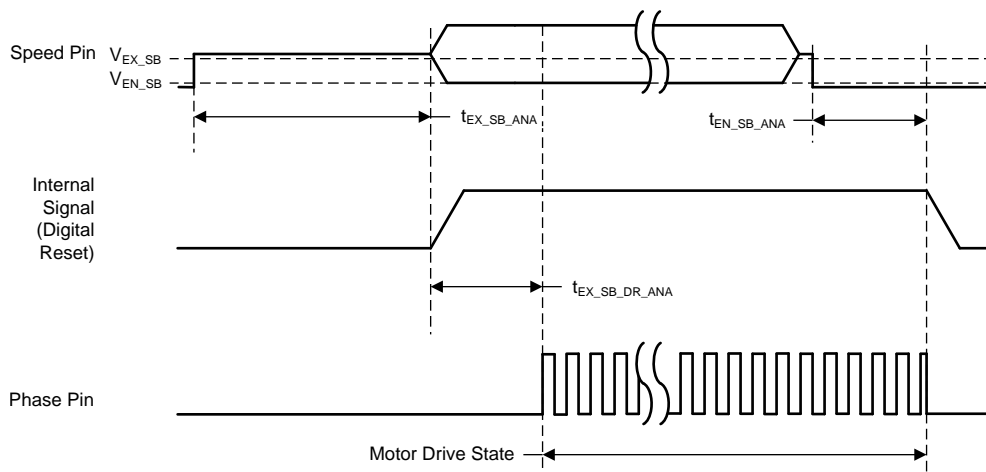 Speed Pin
V_EX_SB
V_EN_SB
t_EX_SB_ANA
t_EN_SB_ANA
Internal
Signal
(Digital
Reset)
t_EX_SB_DR_ANA
Phase Pin
Motor Drive State